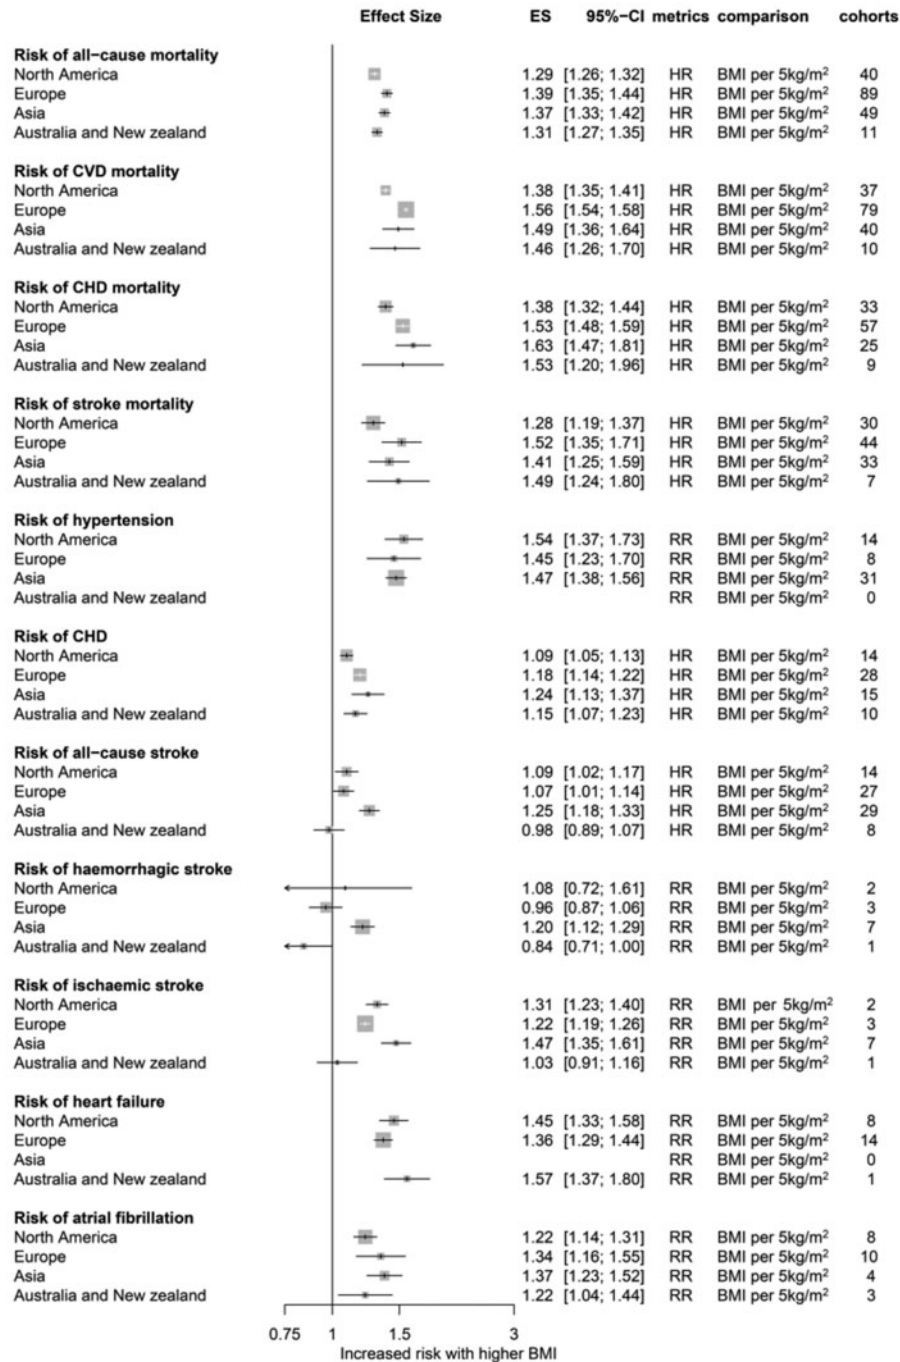 Effect Size ES 95%−CI metrics comparison cohorts
Risk of all−cause mortality
North America 1.29 [1.26; 1.32] HR BMI per 5kg/m² 40
Europe 1.39 [1.35; 1.44] HR BMI per 5kg/m² 89
Asia 1.37 [1.33; 1.42] HR BMI per 5kg/m² 49
Australia and New zealand 1.31 [1.27; 1.35] HR BMI per 5kg/m² 11
Risk of CVD mortality
North America 1.38 [1.35; 1.41] HR BMI per 5kg/m² 37
Europe 1.56 [1.54; 1.58] HR BMI per 5kg/m² 79
Asia 1.49 [1.36; 1.64] HR BMI per 5kg/m² 40
Australia and New zealand 1.46 [1.26; 1.70] HR BMI per 5kg/m² 10
Risk of CHD mortality
North America 1.38 [1.32; 1.44] HR BMI per 5kg/m² 33
Europe 1.53 [1.48; 1.59] HR BMI per 5kg/m² 57
Asia 1.63 [1.47; 1.81] HR BMI per 5kg/m² 25
Australia and New zealand 1.53 [1.20; 1.96] HR BMI per 5kg/m² 9
Risk of stroke mortality
North America 1.28 [1.19; 1.37] HR BMI per 5kg/m² 30
Europe 1.52 [1.35; 1.71] HR BMI per 5kg/m² 44
Asia 1.41 [1.25; 1.59] HR BMI per 5kg/m² 33
Australia and New zealand 1.49 [1.24; 1.80] HR BMI per 5kg/m² 7
Risk of hypertension
North America 1.54 [1.37; 1.73] RR BMI per 5kg/m² 14
Europe 1.45 [1.23; 1.70] RR BMI per 5kg/m² 8
Asia 1.47 [1.38; 1.56] RR BMI per 5kg/m² 31
Australia and New zealand RR BMI per 5kg/m² 0
Risk of CHD
North America 1.09 [1.05; 1.13] HR BMI per 5kg/m² 14
Europe 1.18 [1.14; 1.22] HR BMI per 5kg/m² 28
Asia 1.24 [1.13; 1.37] HR BMI per 5kg/m² 15
Australia and New zealand 1.15 [1.07; 1.23] HR BMI per 5kg/m² 10
Risk of all−cause stroke
North America 1.09 [1.02; 1.17] HR BMI per 5kg/m² 14
Europe 1.07 [1.01; 1.14] HR BMI per 5kg/m² 27
Asia 1.25 [1.18; 1.33] HR BMI per 5kg/m² 29
Australia and New zealand 0.98 [0.89; 1.07] HR BMI per 5kg/m² 8
Risk of haemorrhagic stroke
North America 1.08 [0.72; 1.61] RR BMI per 5kg/m² 2
Europe 0.96 [0.87; 1.06] RR BMI per 5kg/m² 3
Asia 1.20 [1.12; 1.29] RR BMI per 5kg/m² 7
Australia and New zealand 0.84 [0.71; 1.00] RR BMI per 5kg/m² 1
Risk of ischaemic stroke
North America 1.31 [1.23; 1.40] RR BMI per 5kg/m² 2
Europe 1.22 [1.19; 1.26] RR BMI per 5kg/m² 3
Asia 1.47 [1.35; 1.61] RR BMI per 5kg/m² 7
Australia and New zealand 1.03 [0.91; 1.16] RR BMI per 5kg/m² 1
Risk of heart failure
North America 1.45 [1.33; 1.58] RR BMI per 5kg/m² 8
Europe 1.36 [1.29; 1.44] RR BMI per 5kg/m² 14
Asia RR BMI per 5kg/m² 0
Australia and New zealand 1.57 [1.37; 1.80] RR BMI per 5kg/m² 1
Risk of atrial fibrillation
North America 1.22 [1.14; 1.31] RR BMI per 5kg/m² 8
Europe 1.34 [1.16; 1.55] RR BMI per 5kg/m² 10
Asia 1.37 [1.23; 1.52] RR BMI per 5kg/m² 4
Australia and New zealand 1.22 [1.04; 1.44] RR BMI per 5kg/m² 3
0.75 1 1.5 3
Increased risk with higher BMI